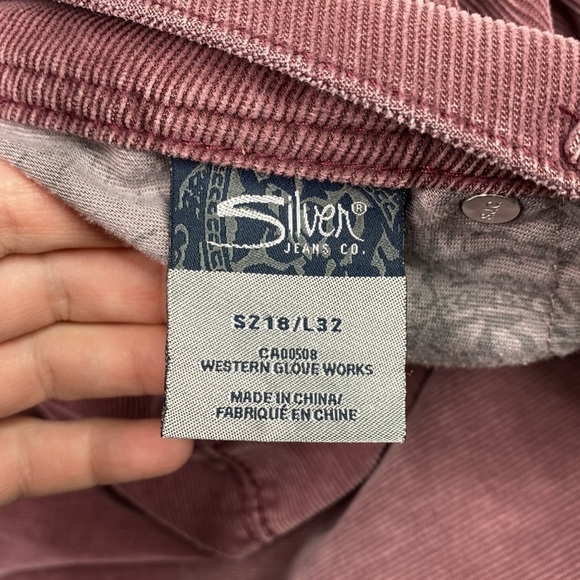 Silver®
JEANS CO.
SZ18/L32
CA00508
WESTERN GLOVE WORKS
MADE IN CHINA/
FABRIQUÉ EN CHINE